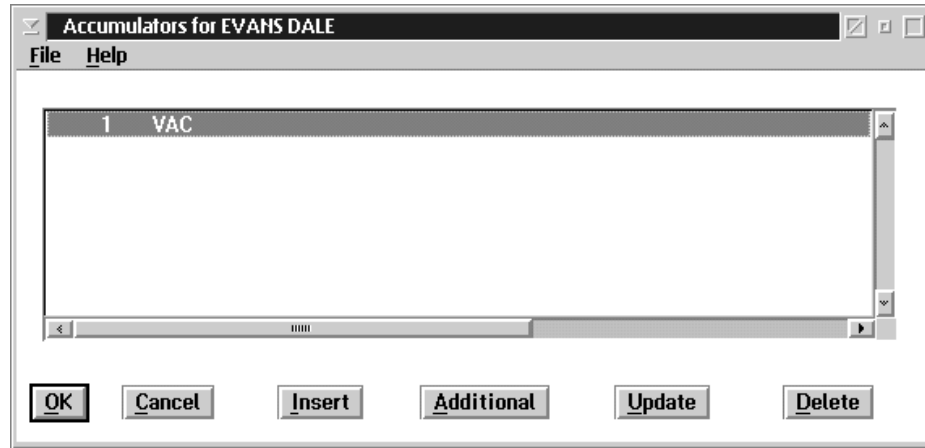 Accumulators for EVANS DALE
File Help
1 VAC
OK Cancel Insert Additional Update Delete